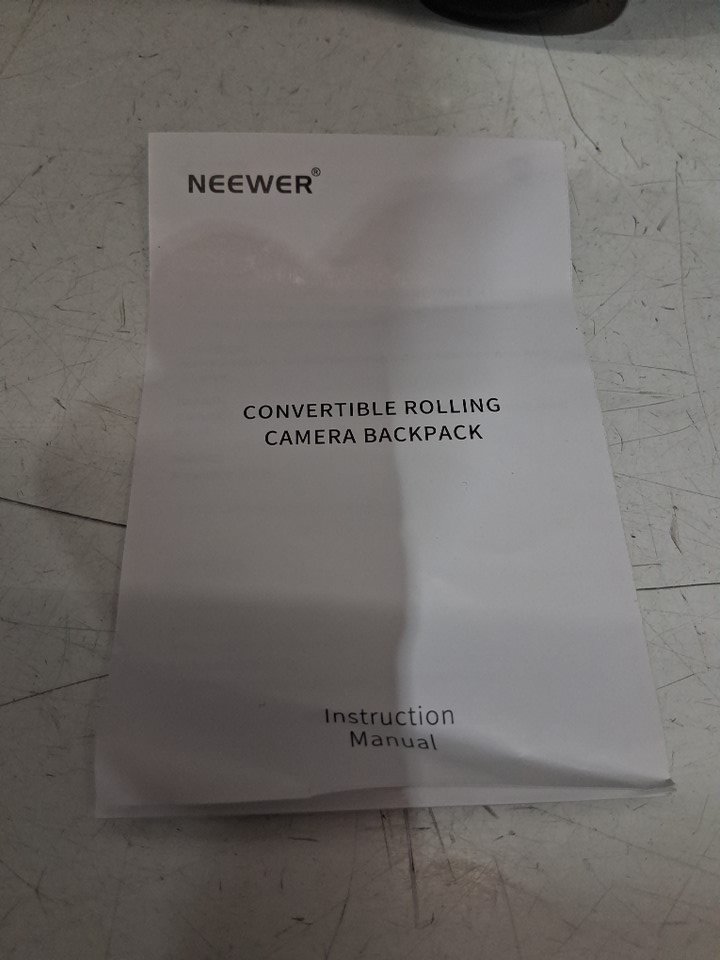 NEEWER®
CONVERTIBLE ROLLING
CAMERA BACKPACK
Instruction
Manual